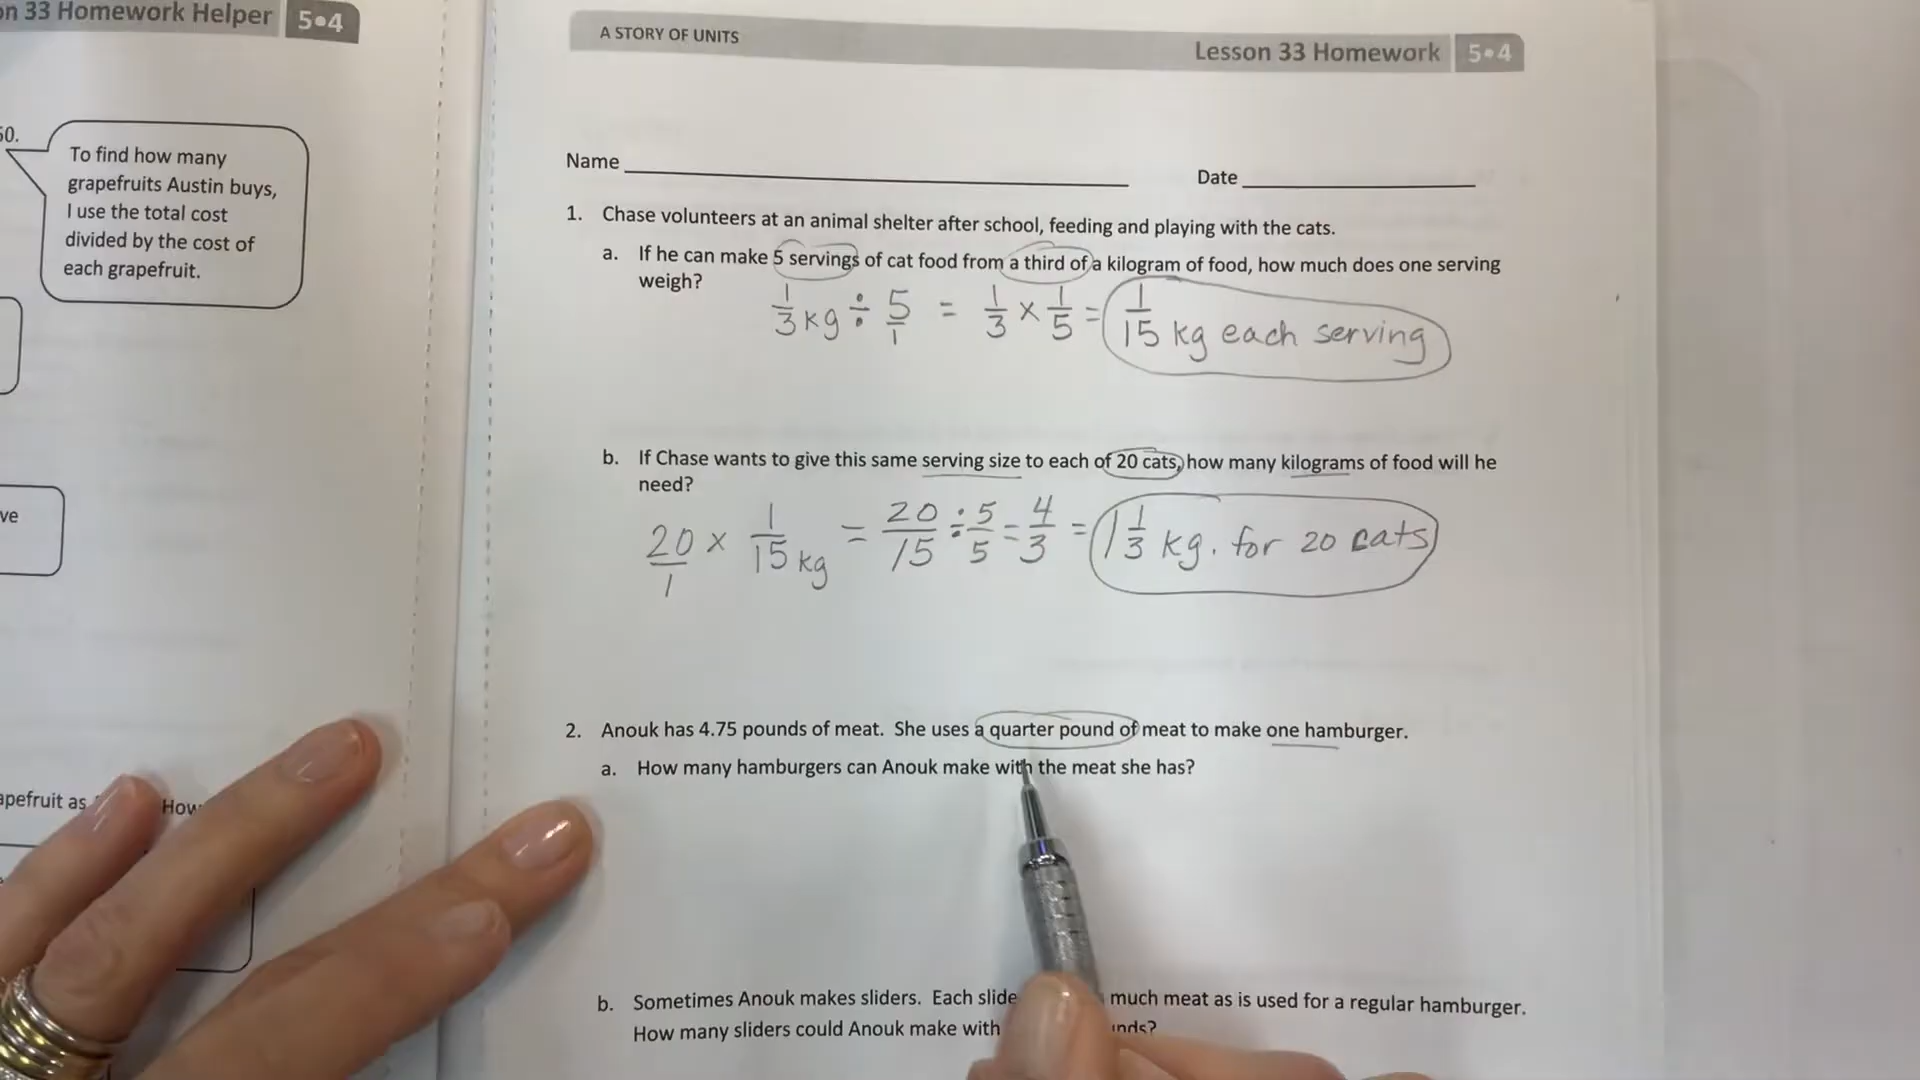 n 33 Homework Helper 5•4
60.
To find how many
grapefruits Austin buys,
I use the total cost
divided by the cost of
each grapefruit.
ve
apefruit as
How
A STORY OF UNITS
Lesson 33 Homework 5•4
Name
Date
1. Chase volunteers at an animal shelter after school, feeding and playing with the cats.
a. If he can make 5 servings of cat food from a third of a kilogram of food, how much does one serving
weigh?
1/3 kg ÷ 5/1 = 1/3 × 1/5 = 1/15 kg each serving
b. If Chase wants to give this same serving size to each of 20 cats, how many kilograms of food will he
need?
20/1 × 1/15 kg = 20/15 ÷ 5/5 = 4/3 = 1 1/3 kg. for 20 cats
2. Anouk has 4.75 pounds of meat. She uses a quarter pound of meat to make one hamburger.
a. How many hamburgers can Anouk make with the meat she has?
b. Sometimes Anouk makes sliders. Each slide much meat as is used for a regular hamburger.
How many sliders could Anouk make with unds?